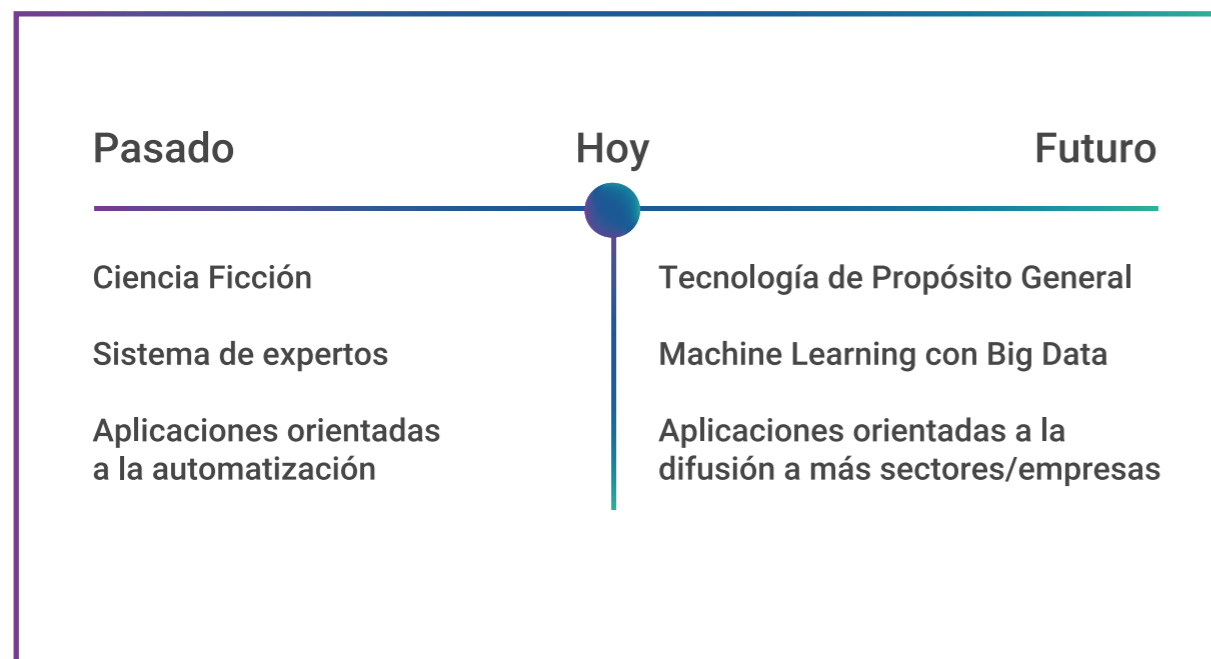 Pasado
Hoy
Futuro
Ciencia Ficción
Sistema de expertos
Aplicaciones orientadas
a la automatización
Tecnología de Propósito General
Machine Learning con Big Data
Aplicaciones orientadas a la
difusión a más sectores/empresas